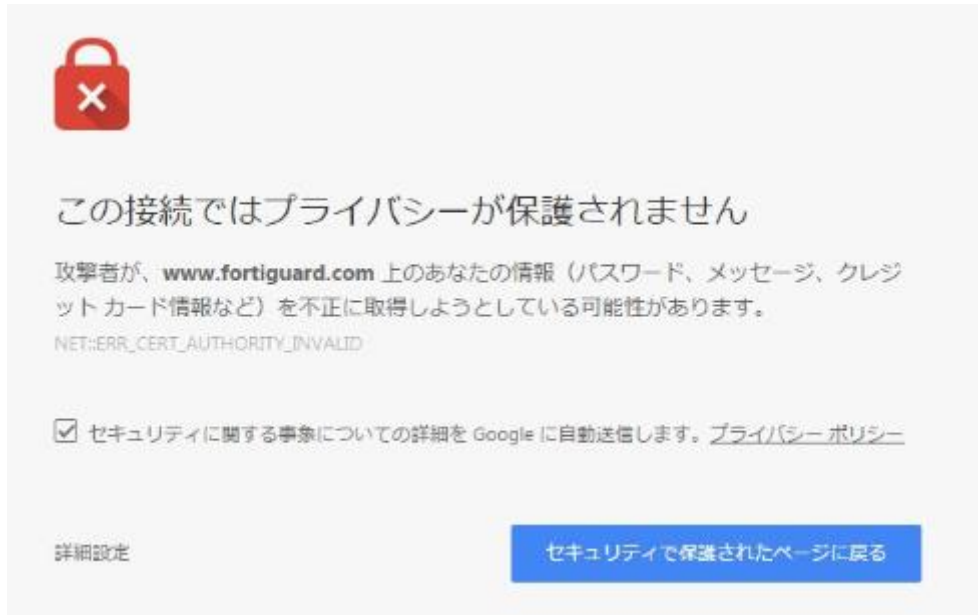 この接続ではプライバシーが保護されません
攻撃者が、www.fortiguard.com 上のあなたの情報（パスワード、メッセージ、クレジ
ット カード情報など）を不正に取得しようとしている可能性があります。
NET::ERR_CERT_AUTHORITY_INVALID
セキュリティに関する事象についての詳細を Google に自動送信します。プライバシー ポリシー
詳細設定
セキュリティで保護されたページに戻る